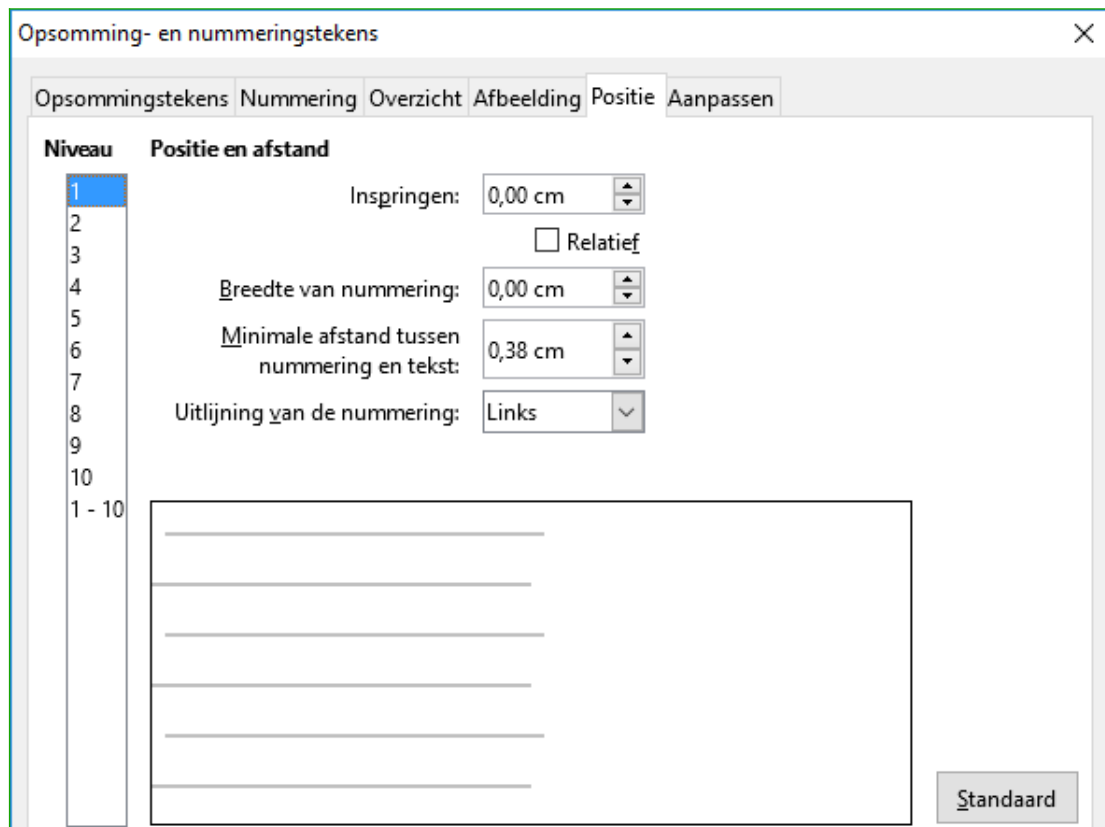 Opsomming- en nummeringstekens
Opsommingstekens Nummering Overzicht Afbeelding Positie Aanpassen
Niveau Positie en afstand
1
2
3
4
5
6
7
8
9
10
1 - 10
Inspringen: 0,00 cm
Relatief
Breedte van nummering: 0,00 cm
Minimale afstand tussen
nummering en tekst: 0,38 cm
Uitlijning van de nummering: Links
Standaard